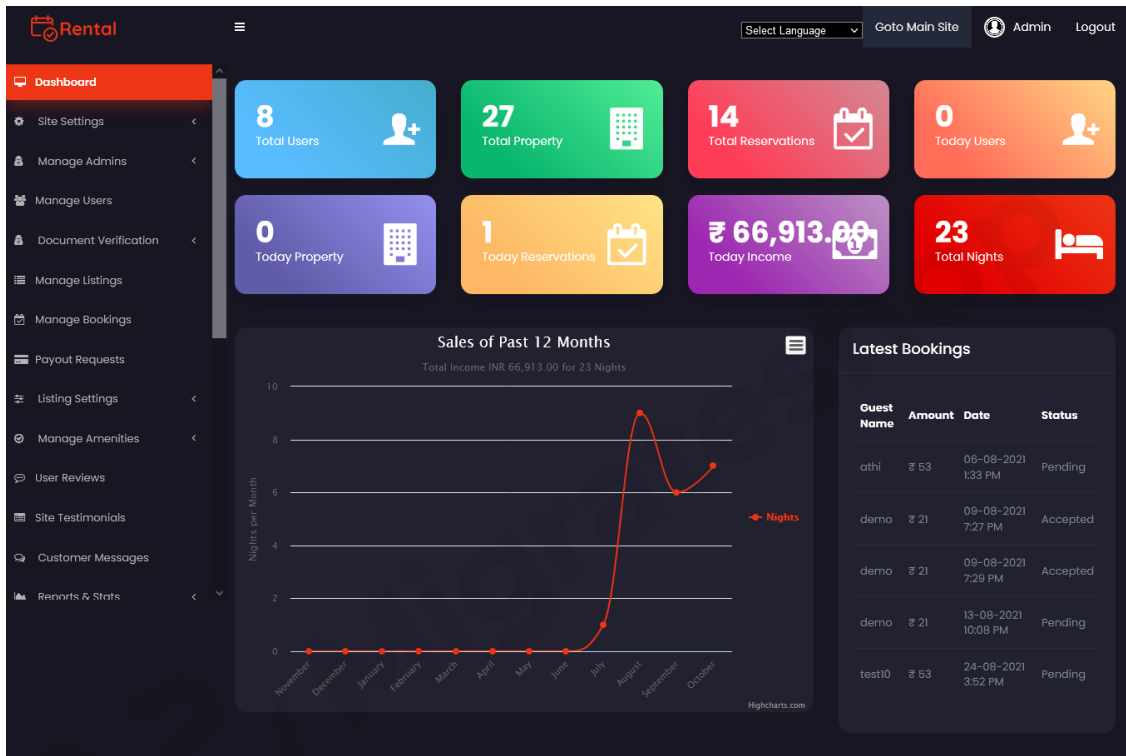 Rental
Select Language
Goto Main Site
Admin
Logout
Dashboard
Site Settings
Manage Admins
Manage Users
Document Verification
Manage Listings
Manage Bookings
Payout Requests
Listing Settings
Manage Amenities
User Reviews
Site Testimonials
Customer Messages
Reports & Stats
8
Total Users
27
Total Property
14
Total Reservations
0
Today Users
0
Today Property
1
Today Reservations
₹ 66,913.00
Today Income
23
Total Nights
Sales of Past 12 Months
Total Income INR 66,913.00 for 23 Nights
Nights per Month
10
8
6
4
2
0
November
December
January
February
March
April
May
June
July
August
September
October
Nights
Highcharts.com
Latest Bookings
Guest Name Amount Date Status
athi ₹ 53 06-08-2021 1:33 PM Pending
demo ₹ 21 09-08-2021 7:27 PM Accepted
demo ₹ 21 09-08-2021 7:29 PM Accepted
demo ₹ 21 13-08-2021 10:08 PM Pending
test10 ₹ 53 24-08-2021 3:52 PM Pending